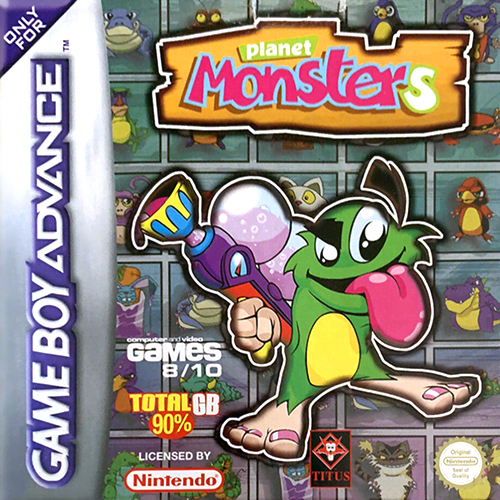 ONLY
FOR
GAME BOY ADVANCE
TM
planet
Monsters
computer and video
GAMES
8/10
TOTAL GB
90%
LICENSED BY
Nintendo
TITUS
Original
Nintendo
Seal of
Quality